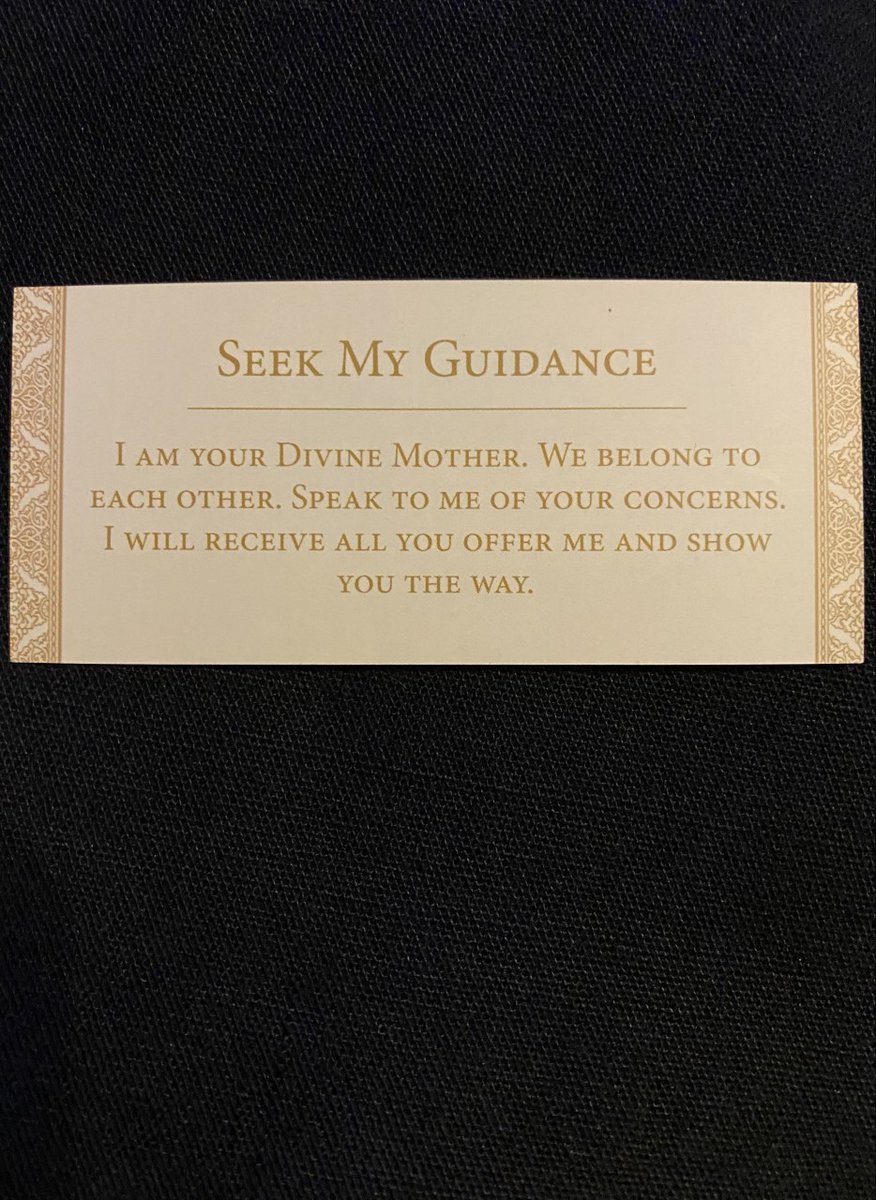 Seek My Guidance
I am your Divine Mother. We belong to
each other. Speak to me of your concerns.
I will receive all you offer me and show
you the way.